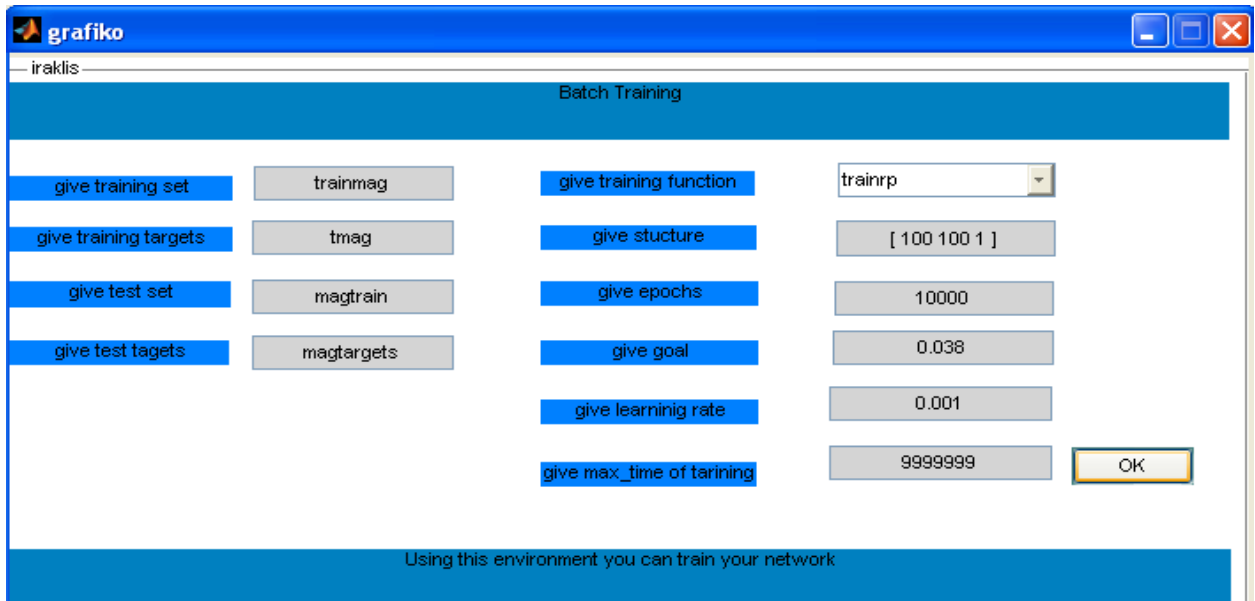 grafiko
iraklis
Batch Training
give training set
trainmag
give training function
trainrp
give training targets
tmag
give stucture
[ 100 100 1 ]
give test set
magtrain
give epochs
10000
give test tagets
magtargets
give goal
0.038
give learninig rate
0.001
give max_time of tarining
9999999
OK
Using this environment you can train your network